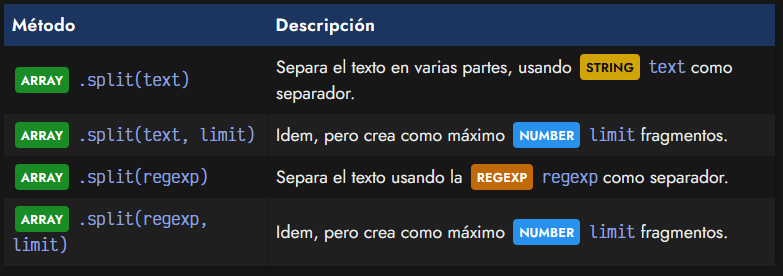 Método Descripción
ARRAY .split(text) Separa el texto en varias partes, usando STRING text como
separador.
ARRAY .split(text, limit) Idem, pero crea como máximo NUMBER limit fragmentos.
ARRAY .split(regexp) Separa el texto usando la REGEXP regexp como separador.
ARRAY .split(regexp,
limit) Idem, pero crea como máximo NUMBER limit fragmentos.